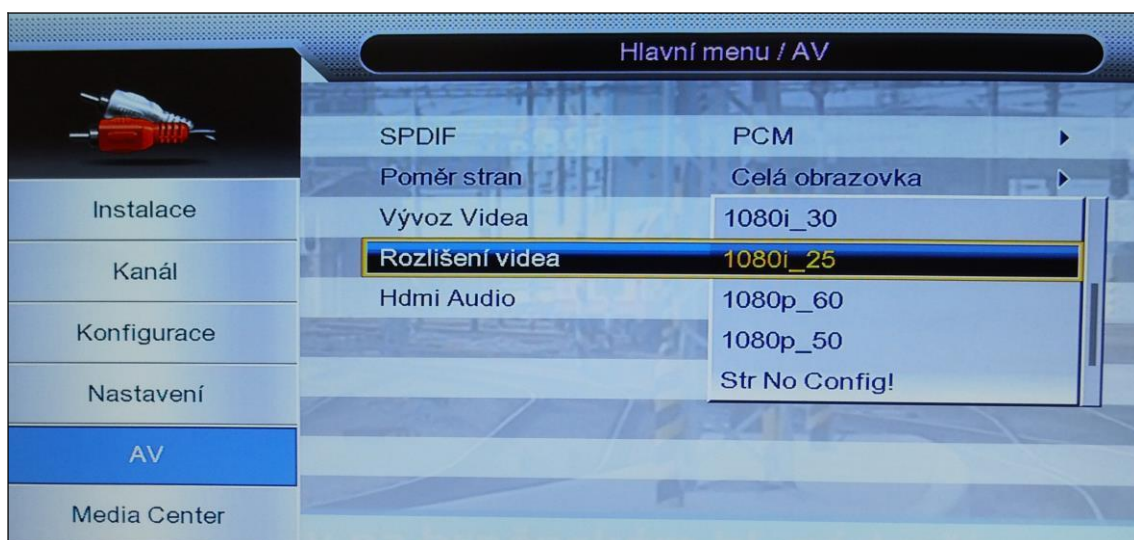 Hlavní menu / AV
SPDIF PCM
Poměr stran Celá obrazovka
Instalace
Vývoz Videa 1080i_30
Rozlišení videa 1080i_25
Kanál
Hdmi Audio 1080p_60
Konfigurace
1080p_50
Str No Config!
Nastavení
AV
Media Center